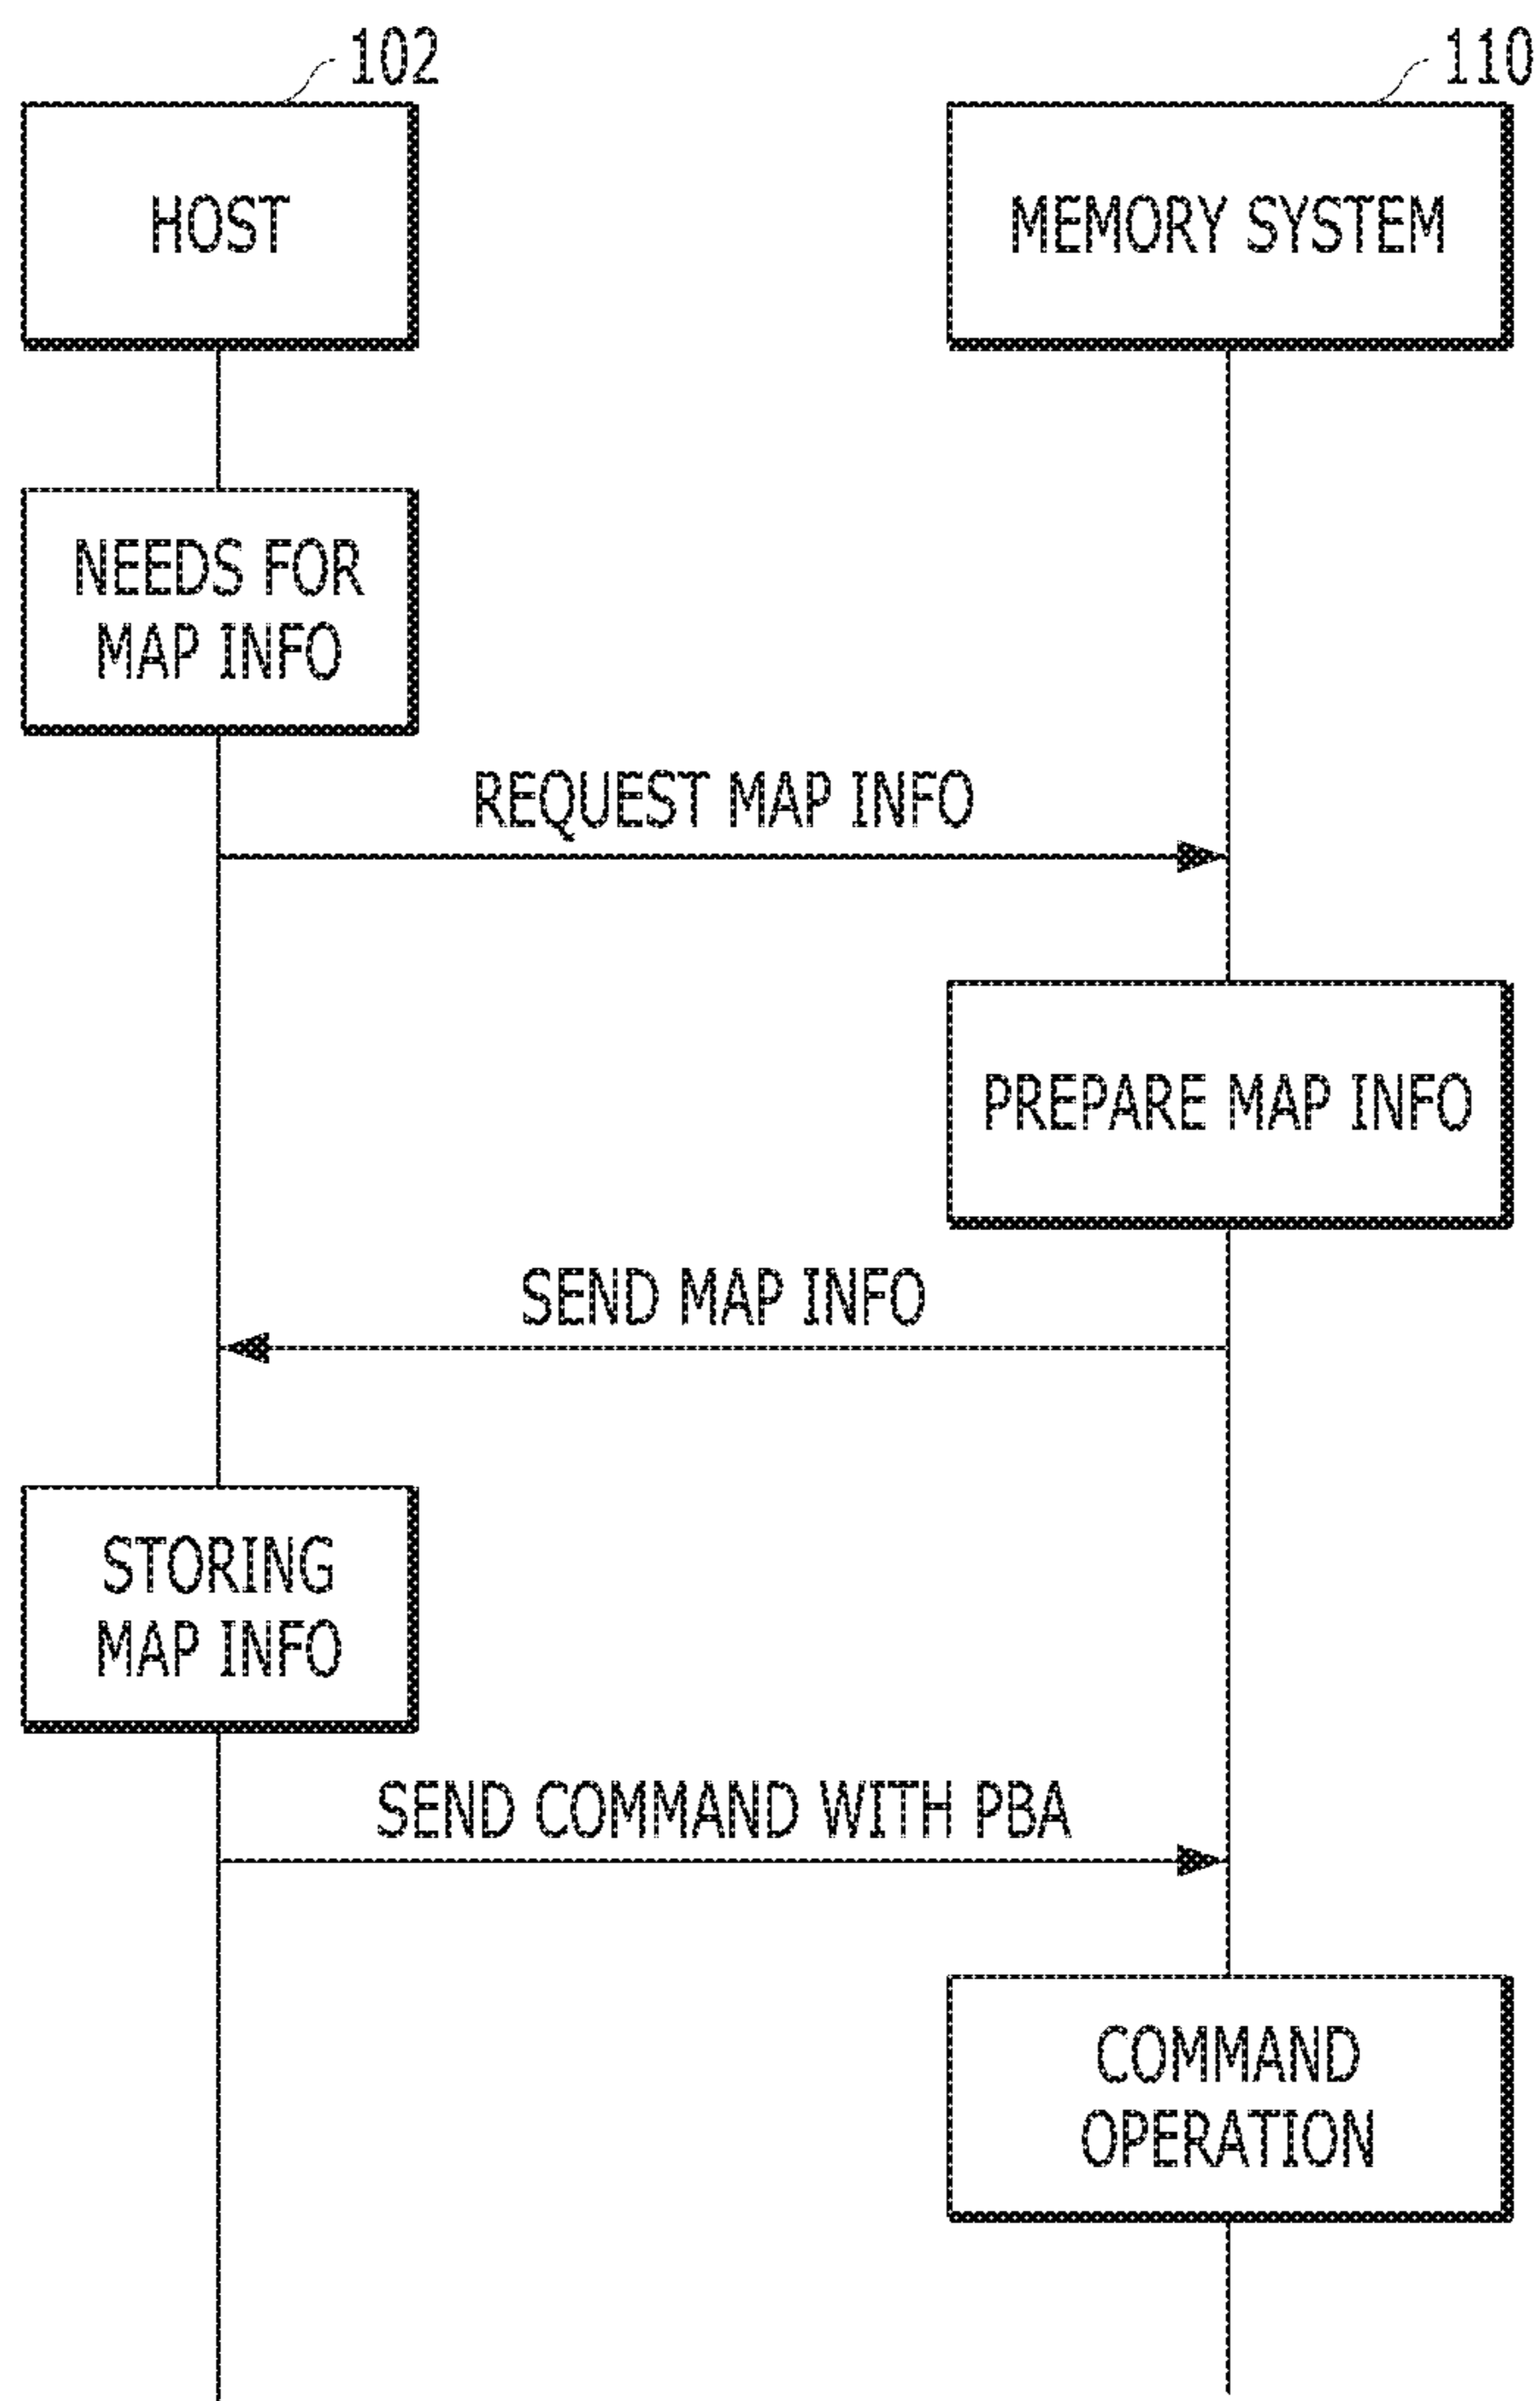 102
110
HOST
MEMORY SYSTEM
NEEDS FOR
MAP INFO
REQUEST MAP INFO
PREPARE MAP INFO
SEND MAP INFO
STORING
MAP INFO
SEND COMMAND WITH PBA
COMMAND
OPERATION